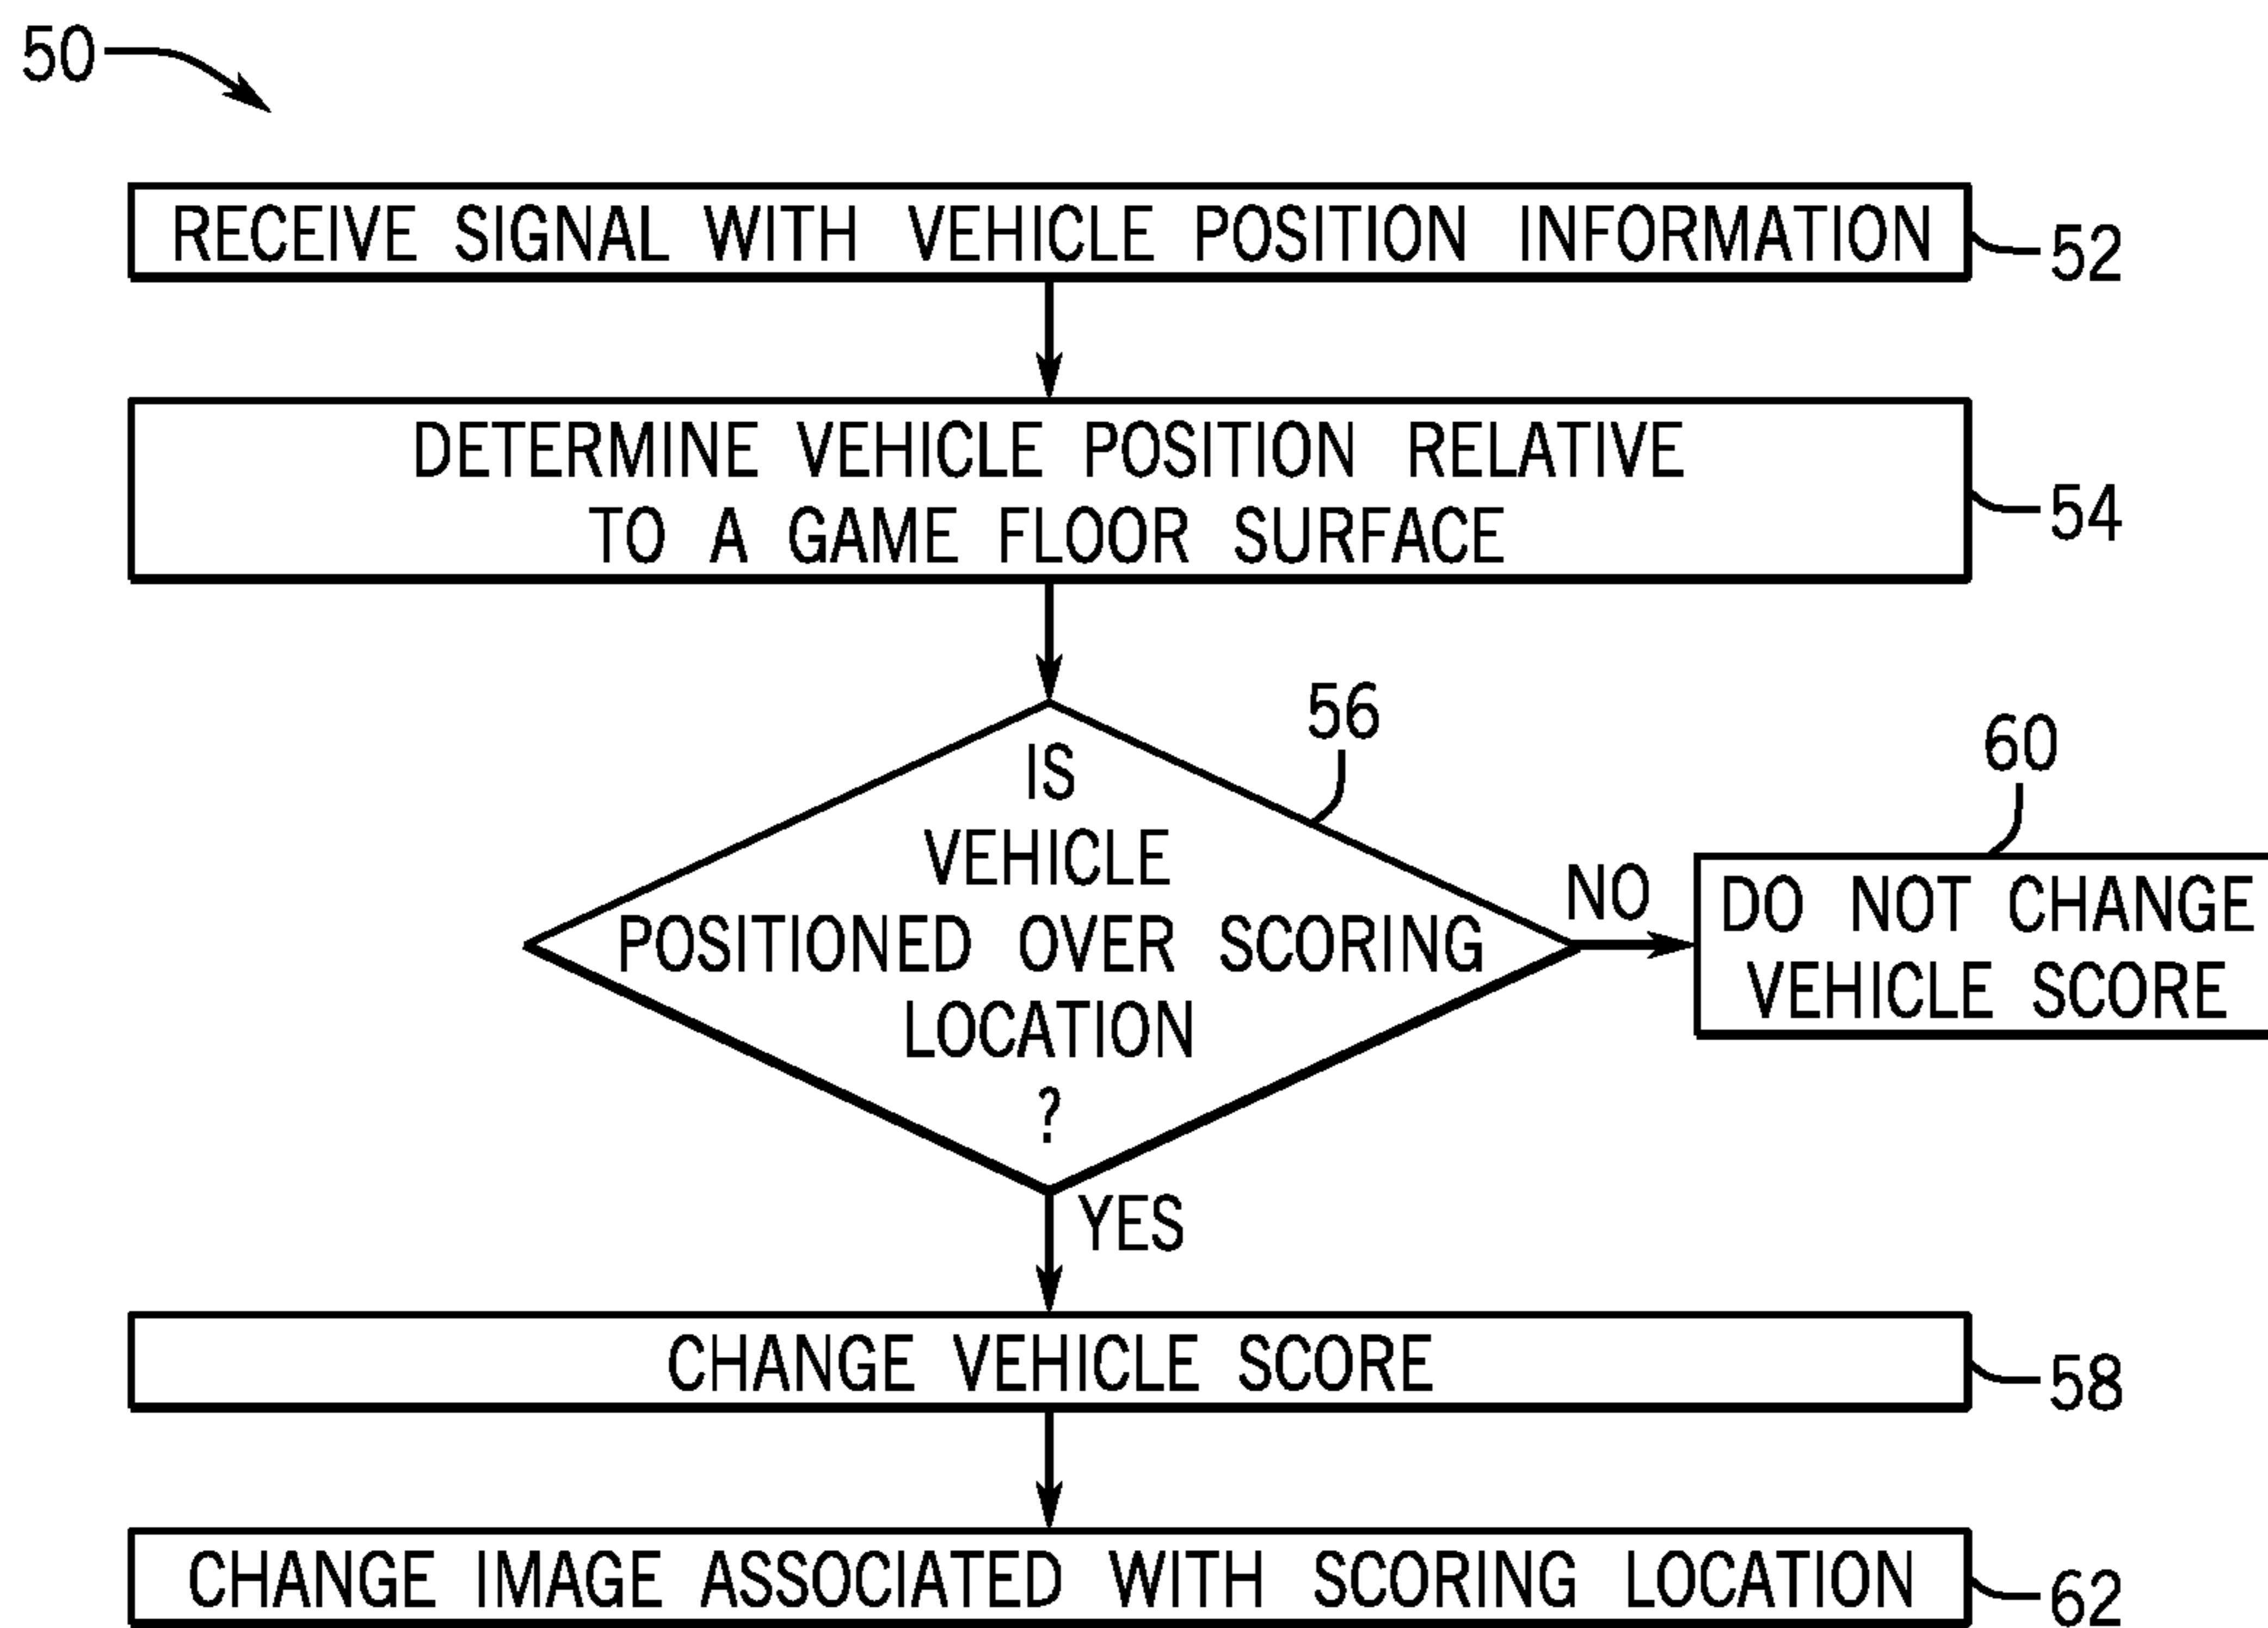 50
RECEIVE SIGNAL WITH VEHICLE POSITION INFORMATION
52
DETERMINE VEHICLE POSITION RELATIVE
TO A GAME FLOOR SURFACE
54
56
IS
VEHICLE
POSITIONED OVER SCORING
LOCATION
?
NO
60
DO NOT CHANGE
VEHICLE SCORE
YES
CHANGE VEHICLE SCORE
58
CHANGE IMAGE ASSOCIATED WITH SCORING LOCATION
62